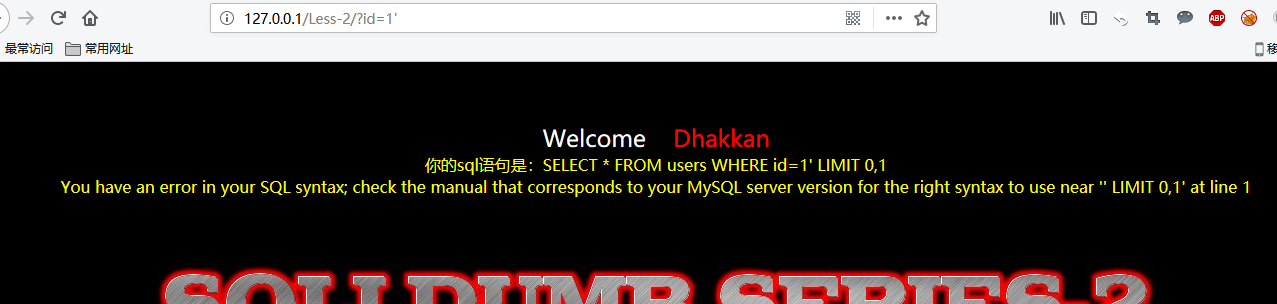 127.0.0.1/Less-2/?id=1'
ABP
最常访问 常用网址 移
Welcome Dhakkan
你的sql语句是：SELECT * FROM users WHERE id=1' LIMIT 0,1
You have an error in your SQL syntax; check the manual that corresponds to your MySQL server version for the right syntax to use near '' LIMIT 0,1' at line 1
SQLI DUMB SERIES-2